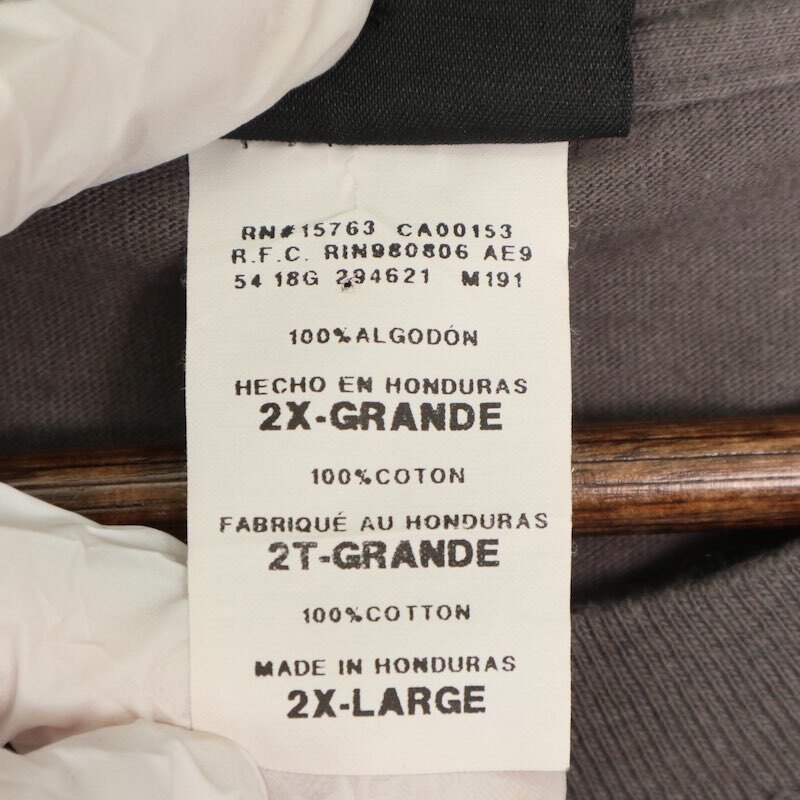 RN#15763 CA00153
R.F.C. RIN980806 AE9
54 18G 294621 M191
100%ALGODÓN
HECHO EN HONDURAS
2X-GRANDE
100%COTON
FABRIQUÉ AU HONDURAS
2T-GRANDE
100%COTTON
MADE IN HONDURAS
2X-LARGE